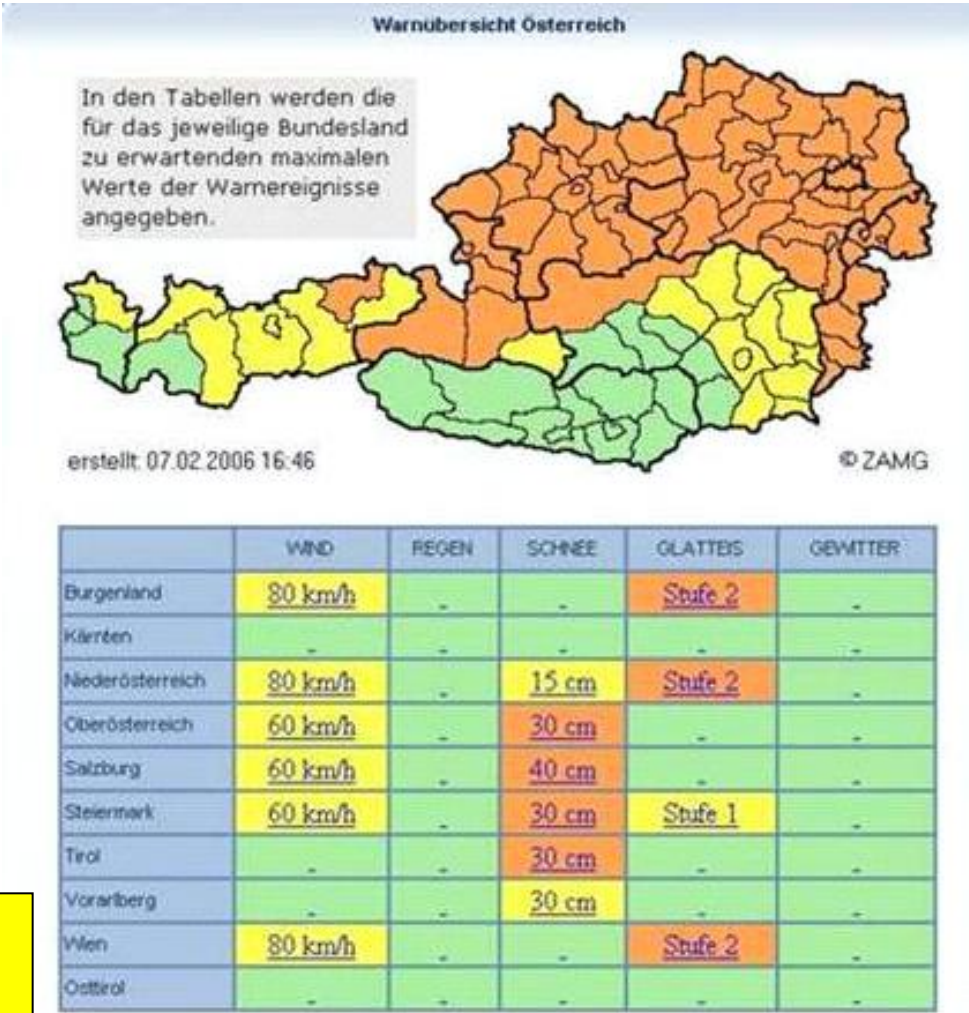 Warnübersicht Österreich
In den Tabellen werden die
für das jeweilige Bundesland
zu erwartenden maximalen
Werte der Warnereignisse
angegeben.
erstellt: 07.02.2006 16:46
© ZAMG
WIND REGEN SCHNEE GLATTEIS GEWITTER
Burgenland 80 km/h - - Stufe 2 -
Kärnten - - - - -
Niederösterreich 80 km/h - 15 cm Stufe 2 -
Oberösterreich 60 km/h - 30 cm - -
Salzburg 60 km/h - 40 cm - -
Steiermark 60 km/h - 30 cm Stufe 1 -
Tirol - - 30 cm - -
Vorarlberg - - 30 cm - -
Wien 80 km/h - - Stufe 2 -
Osttirol - - - - -